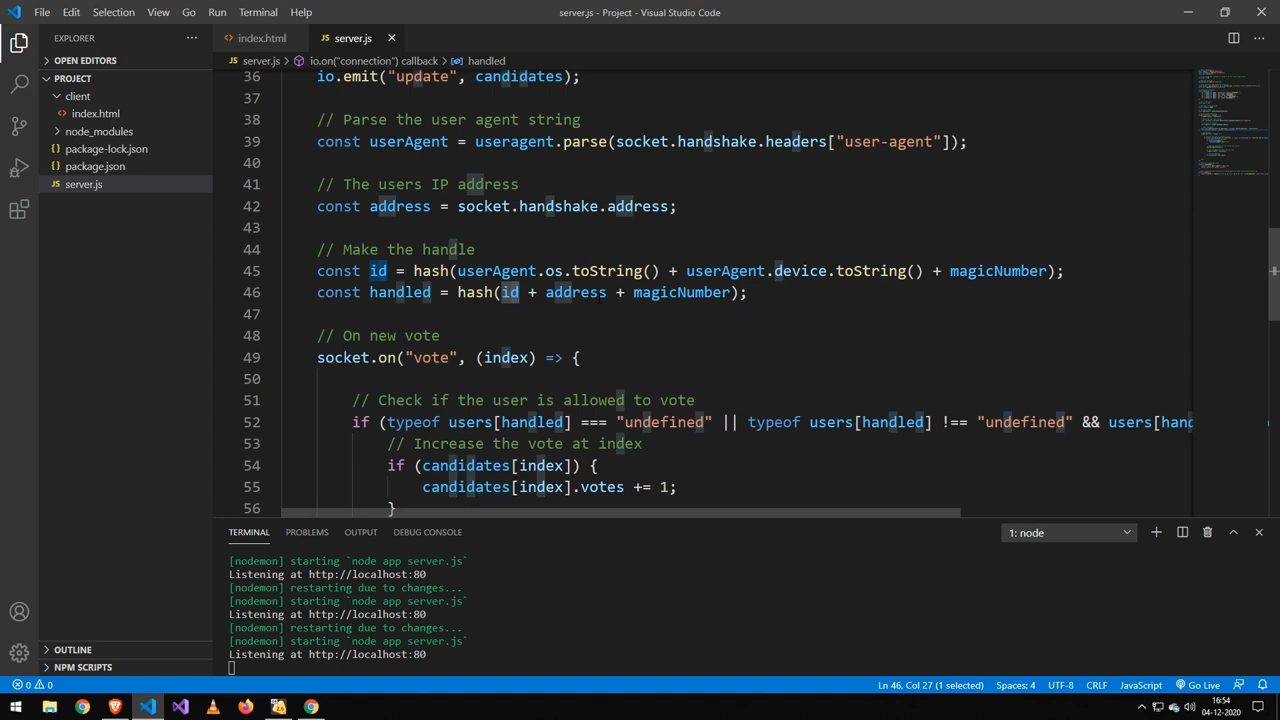 File Edit Selection View Go Run Terminal Help server.js - Project - Visual Studio Code
EXPLORER
OPEN EDITORS
PROJECT
client
index.html
node_modules
package-lock.json
package.json
server.js
OUTLINE
NPM SCRIPTS
index.html server.js
server.js > io.on("connection") callback > handled
36 io.emit("update", candidates);
37
38 // Parse the user agent string
39 const userAgent = useragent.parse(socket.handshake.headers["user-agent"]);
40
41 // The users IP address
42 const address = socket.handshake.address;
43
44 // Make the handle
45 const id = hash(userAgent.os.toString() + userAgent.device.toString() + magicNumber);
46 const handled = hash(id + address + magicNumber);
47
48 // On new vote
49 socket.on("vote", (index) => {
50
51 // Check if the user is allowed to vote
52 if (typeof users[handled] === "undefined" || typeof users[handled] !== "undefined" && users[hand
53 // Increase the vote at index
54 if (candidates[index]) {
55 candidates[index].votes += 1;
56 }
TERMINAL PROBLEMS OUTPUT DEBUG CONSOLE 1: node
[nodemon] starting `node app server.js`
Listening at http://localhost:80
[nodemon] restarting due to changes...
[nodemon] starting `node app server.js`
Listening at http://localhost:80
[nodemon] restarting due to changes...
[nodemon] starting `node app server.js`
Listening at http://localhost:80
0 0 Ln 46, Col 27 (1 selected) Spaces: 4 UTF-8 CRLF JavaScript Go Live
16:54
04-12-2020